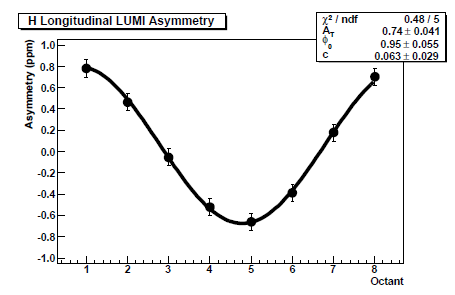 H Longitudinal LUMI Asymmetry
χ² / ndf 0.48 / 5
A_T 0.74 ± 0.041
ϕ₀ 0.95 ± 0.055
c 0.063 ± 0.029
Asymmetry (ppm)
1.0
0.8
0.6
0.4
0.2
0.0
-0.2
-0.4
-0.6
-0.8
-1.0
1 2 3 4 5 6 7 8
Octant